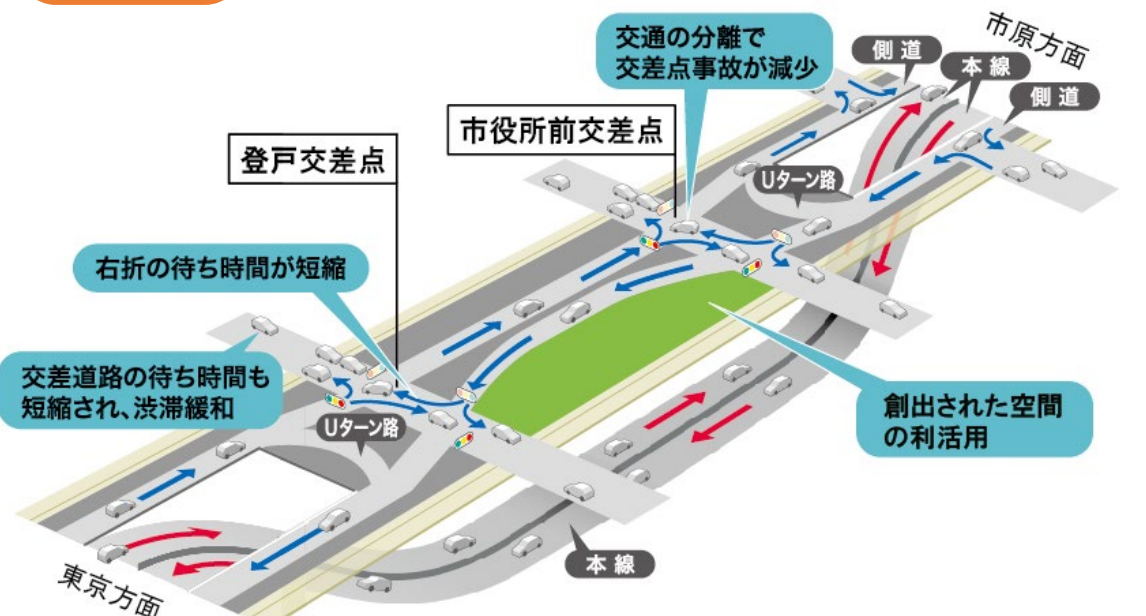 交通の分離で
交差点事故が減少
側道
本線
市原方面
側道
市役所前交差点
登戸交差点
Uターン路
右折の待ち時間が短縮
交差道路の待ち時間も
短縮され、渋滞緩和
Uターン路
創出された空間
の利活用
本線
東京方面